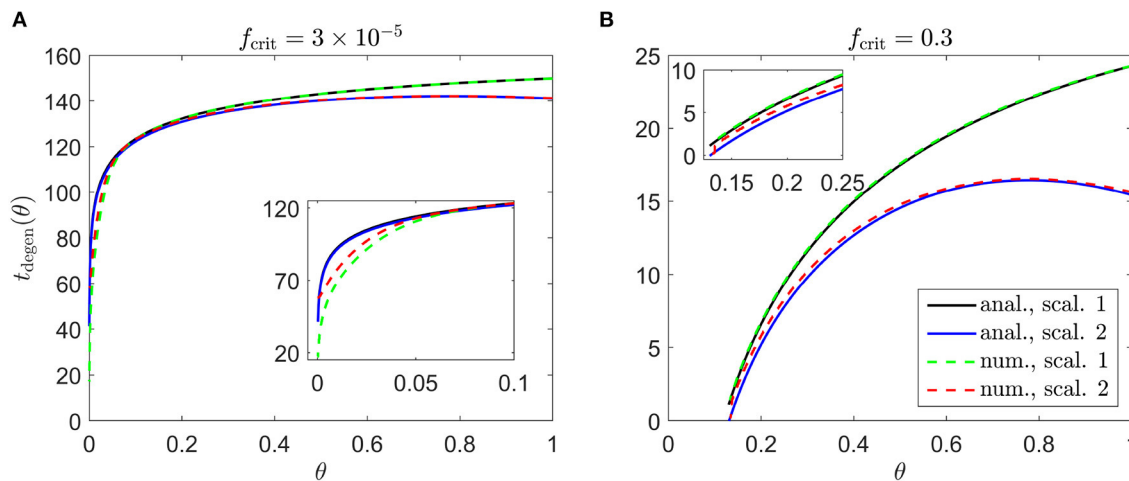 A
f_crit = 3 × 10^-5
t_degen(θ)
160
140
120
100
80
60
40
20
0
0 0.2 0.4 0.6 0.8 1
θ
120
70
20
0 0.05 0.1
B
f_crit = 0.3
25
20
15
10
5
0
0 0.2 0.4 0.6 0.8 1
θ
10
5
0
0.15 0.2 0.25
anal., scal. 1
anal., scal. 2
num., scal. 1
num., scal. 2